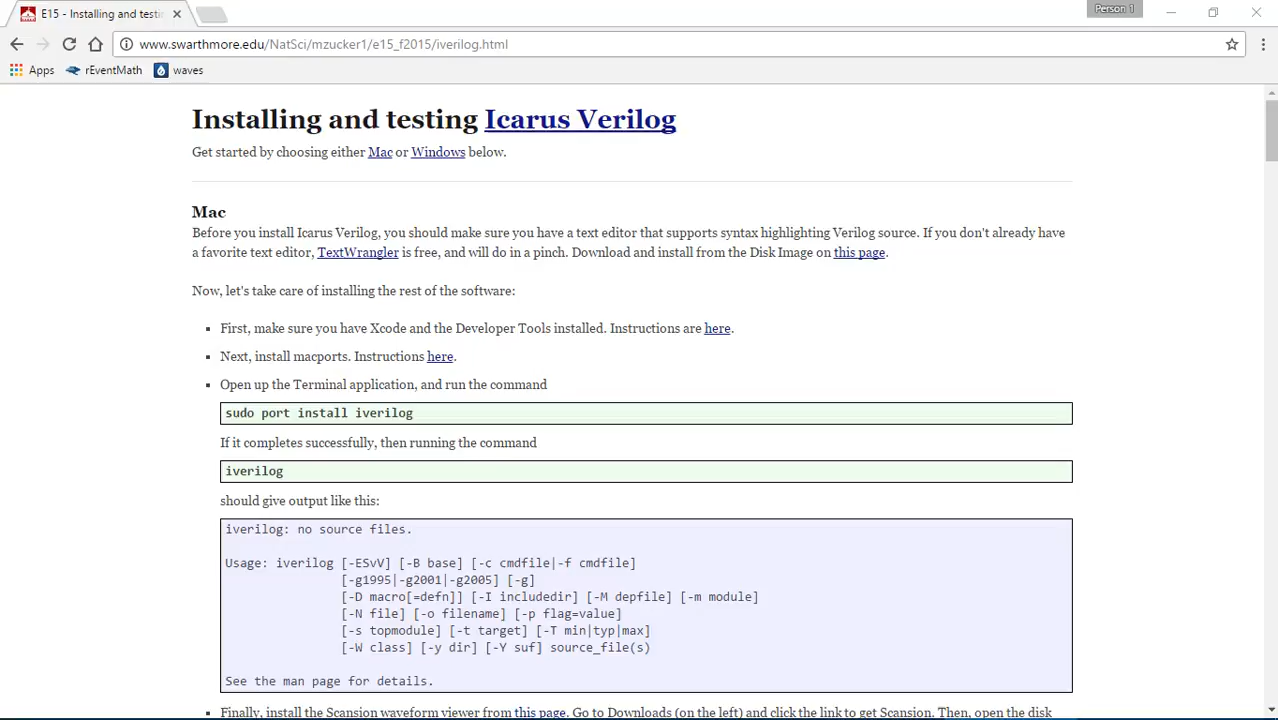 E15 - Installing and testin
Person 1
www.swarthmore.edu/NatSci/mzucker1/e15_f2015/iverilog.html
Apps rEventMath waves
Installing and testing Icarus Verilog
Get started by choosing either Mac or Windows below.
Mac
Before you install Icarus Verilog, you should make sure you have a text editor that supports syntax highlighting Verilog source. If you don't already have
a favorite text editor, TextWrangler is free, and will do in a pinch. Download and install from the Disk Image on this page.
Now, let's take care of installing the rest of the software:
First, make sure you have Xcode and the Developer Tools installed. Instructions are here.
Next, install macports. Instructions here.
Open up the Terminal application, and run the command
sudo port install iverilog
If it completes successfully, then running the command
iverilog
should give output like this:
iverilog: no source files.
Usage: iverilog [-ESvV] [-B base] [-c cmdfile|-f cmdfile]
[-g1995|-g2001|-g2005] [-g]
[-D macro[=defn]] [-I includedir] [-M depfile] [-m module]
[-N file] [-o filename] [-p flag=value]
[-s topmodule] [-t target] [-T min|typ|max]
[-W class] [-y dir] [-Y suf] source_file(s)
See the man page for details.
Finally, install the Scansion waveform viewer from this page. Go to Downloads (on the left) and click the link to get Scansion. Then, open the disk